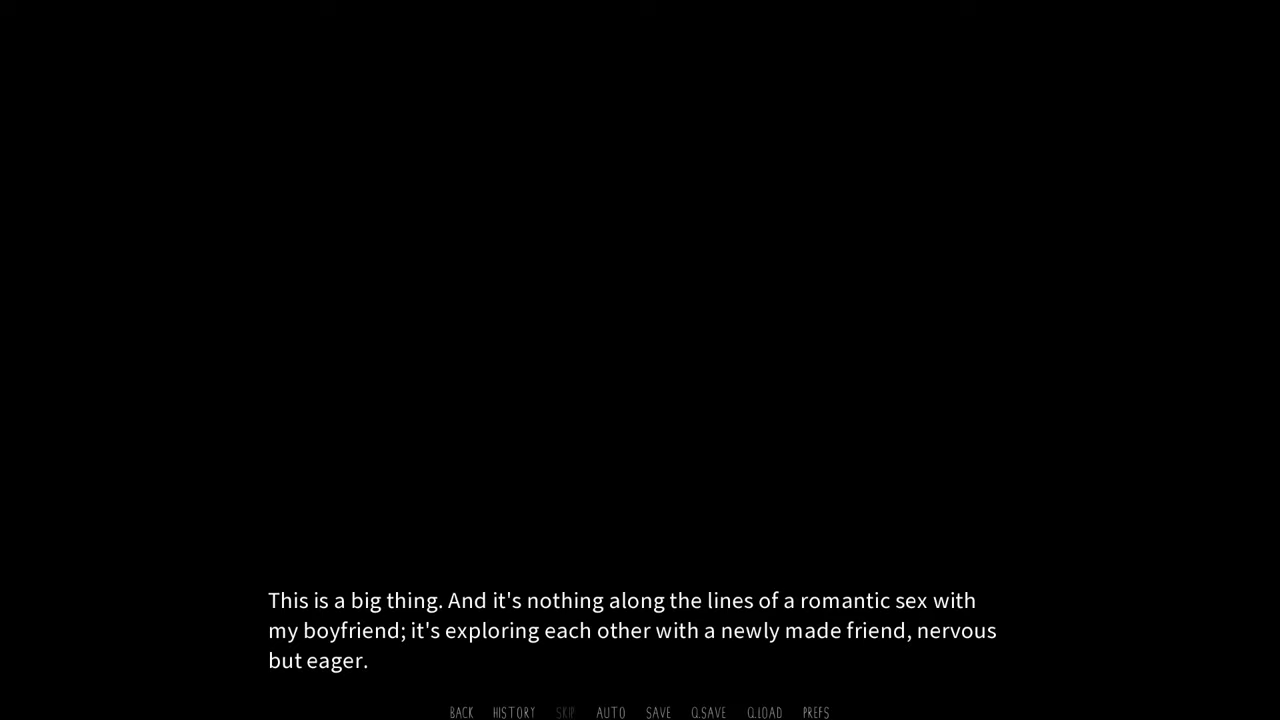 This is a big thing. And it's nothing along the lines of a romantic sex with
my boyfriend; it's exploring each other with a newly made friend, nervous
but eager.
BACK HISTORY SKIP AUTO SAVE Q.SAVE Q.LOAD PREFS